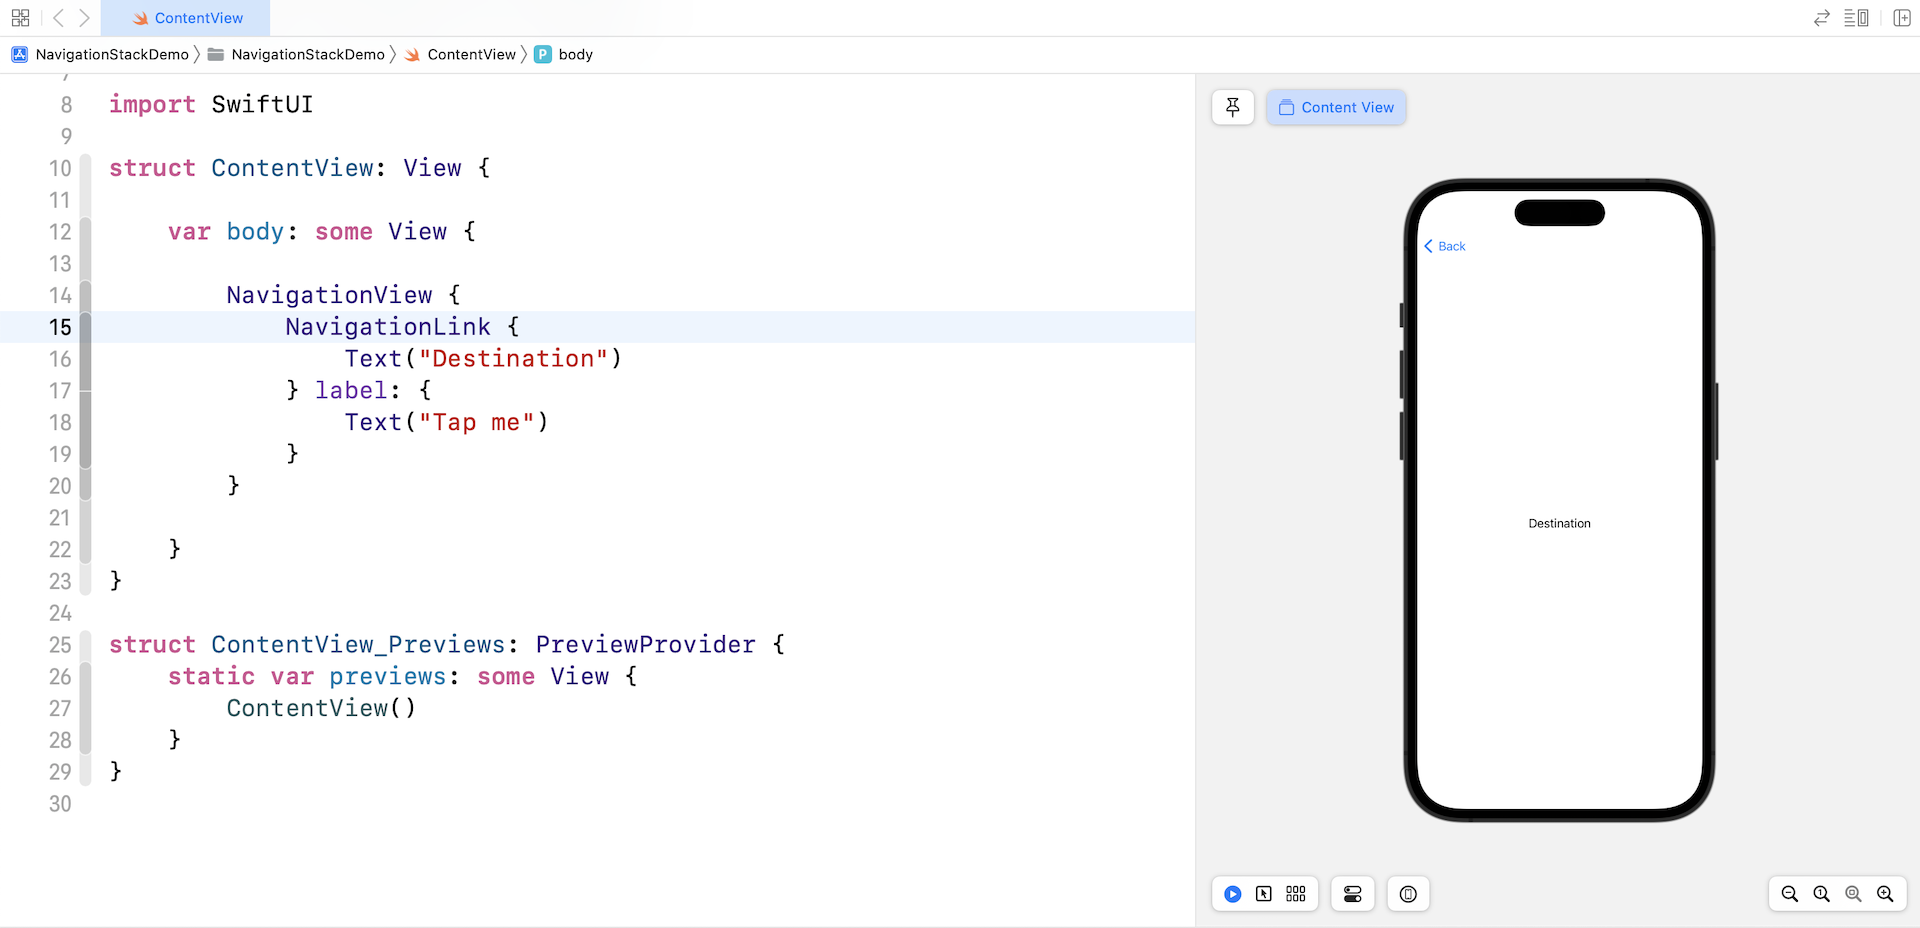 ContentView
NavigationStackDemo NavigationStackDemo ContentView P body
7
8 import SwiftUI
9
10 struct ContentView: View {
11
12 var body: some View {
13
14 NavigationView {
15 NavigationLink {
16 Text("Destination")
17 } label: {
18 Text("Tap me")
19 }
20 }
21
22 }
23 }
24
25 struct ContentView_Previews: PreviewProvider {
26 static var previews: some View {
27 ContentView()
28 }
29 }
30
Content View
Back
Destination